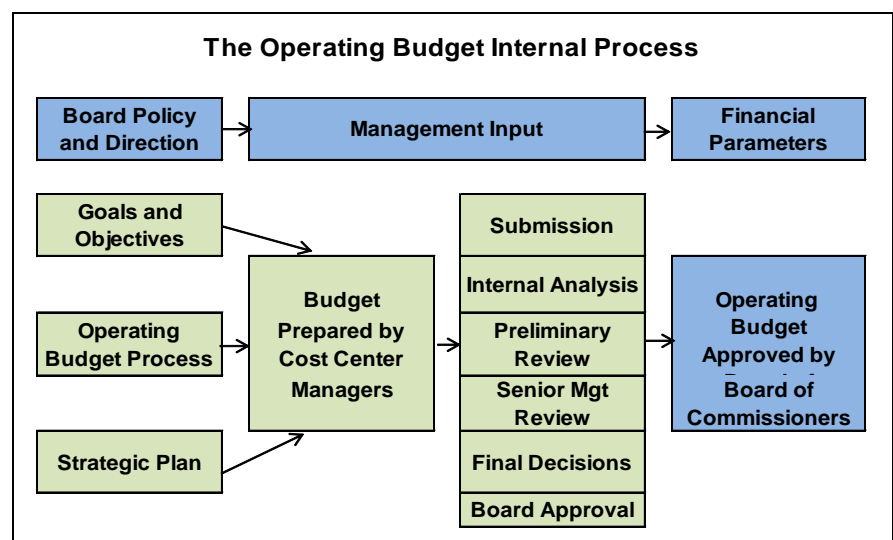 The Operating Budget Internal Process
Board Policy
and Direction
Management Input
Financial
Parameters
Goals and
Objectives
Operating
Budget Process
Strategic Plan
Budget
Prepared by
Cost Center
Managers
Submission
Internal Analysis
Preliminary
Review
Senior Mgt
Review
Final Decisions
Board Approval
Operating
Budget
Approved by
Board of
Commissioners